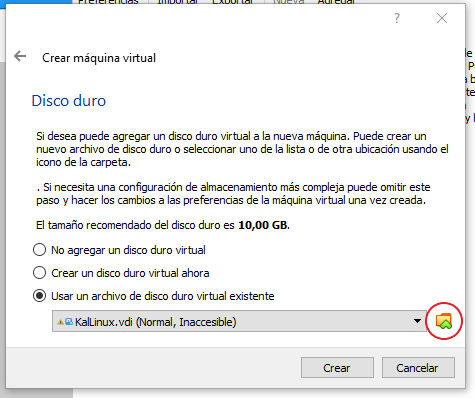 Preferencias Importar Exportar Nueva Agregar
?
Crear máquina virtual
Disco duro
Si desea puede agregar un disco duro virtual a la nueva máquina. Puede crear un
nuevo archivo de disco duro o seleccionar uno de la lista o de otra ubicación usando el
icono de la carpeta.
. Si necesita una configuración de almacenamiento más compleja puede omitir este
paso y hacer los cambios a las preferencias de la máquina virtual una vez creada.
El tamaño recomendado del disco duro es 10,00 GB.
No agregar un disco duro virtual
Crear un disco duro virtual ahora
Usar un archivo de disco duro virtual existente
KalLinux.vdi (Normal, Inaccesible)
Crear Cancelar